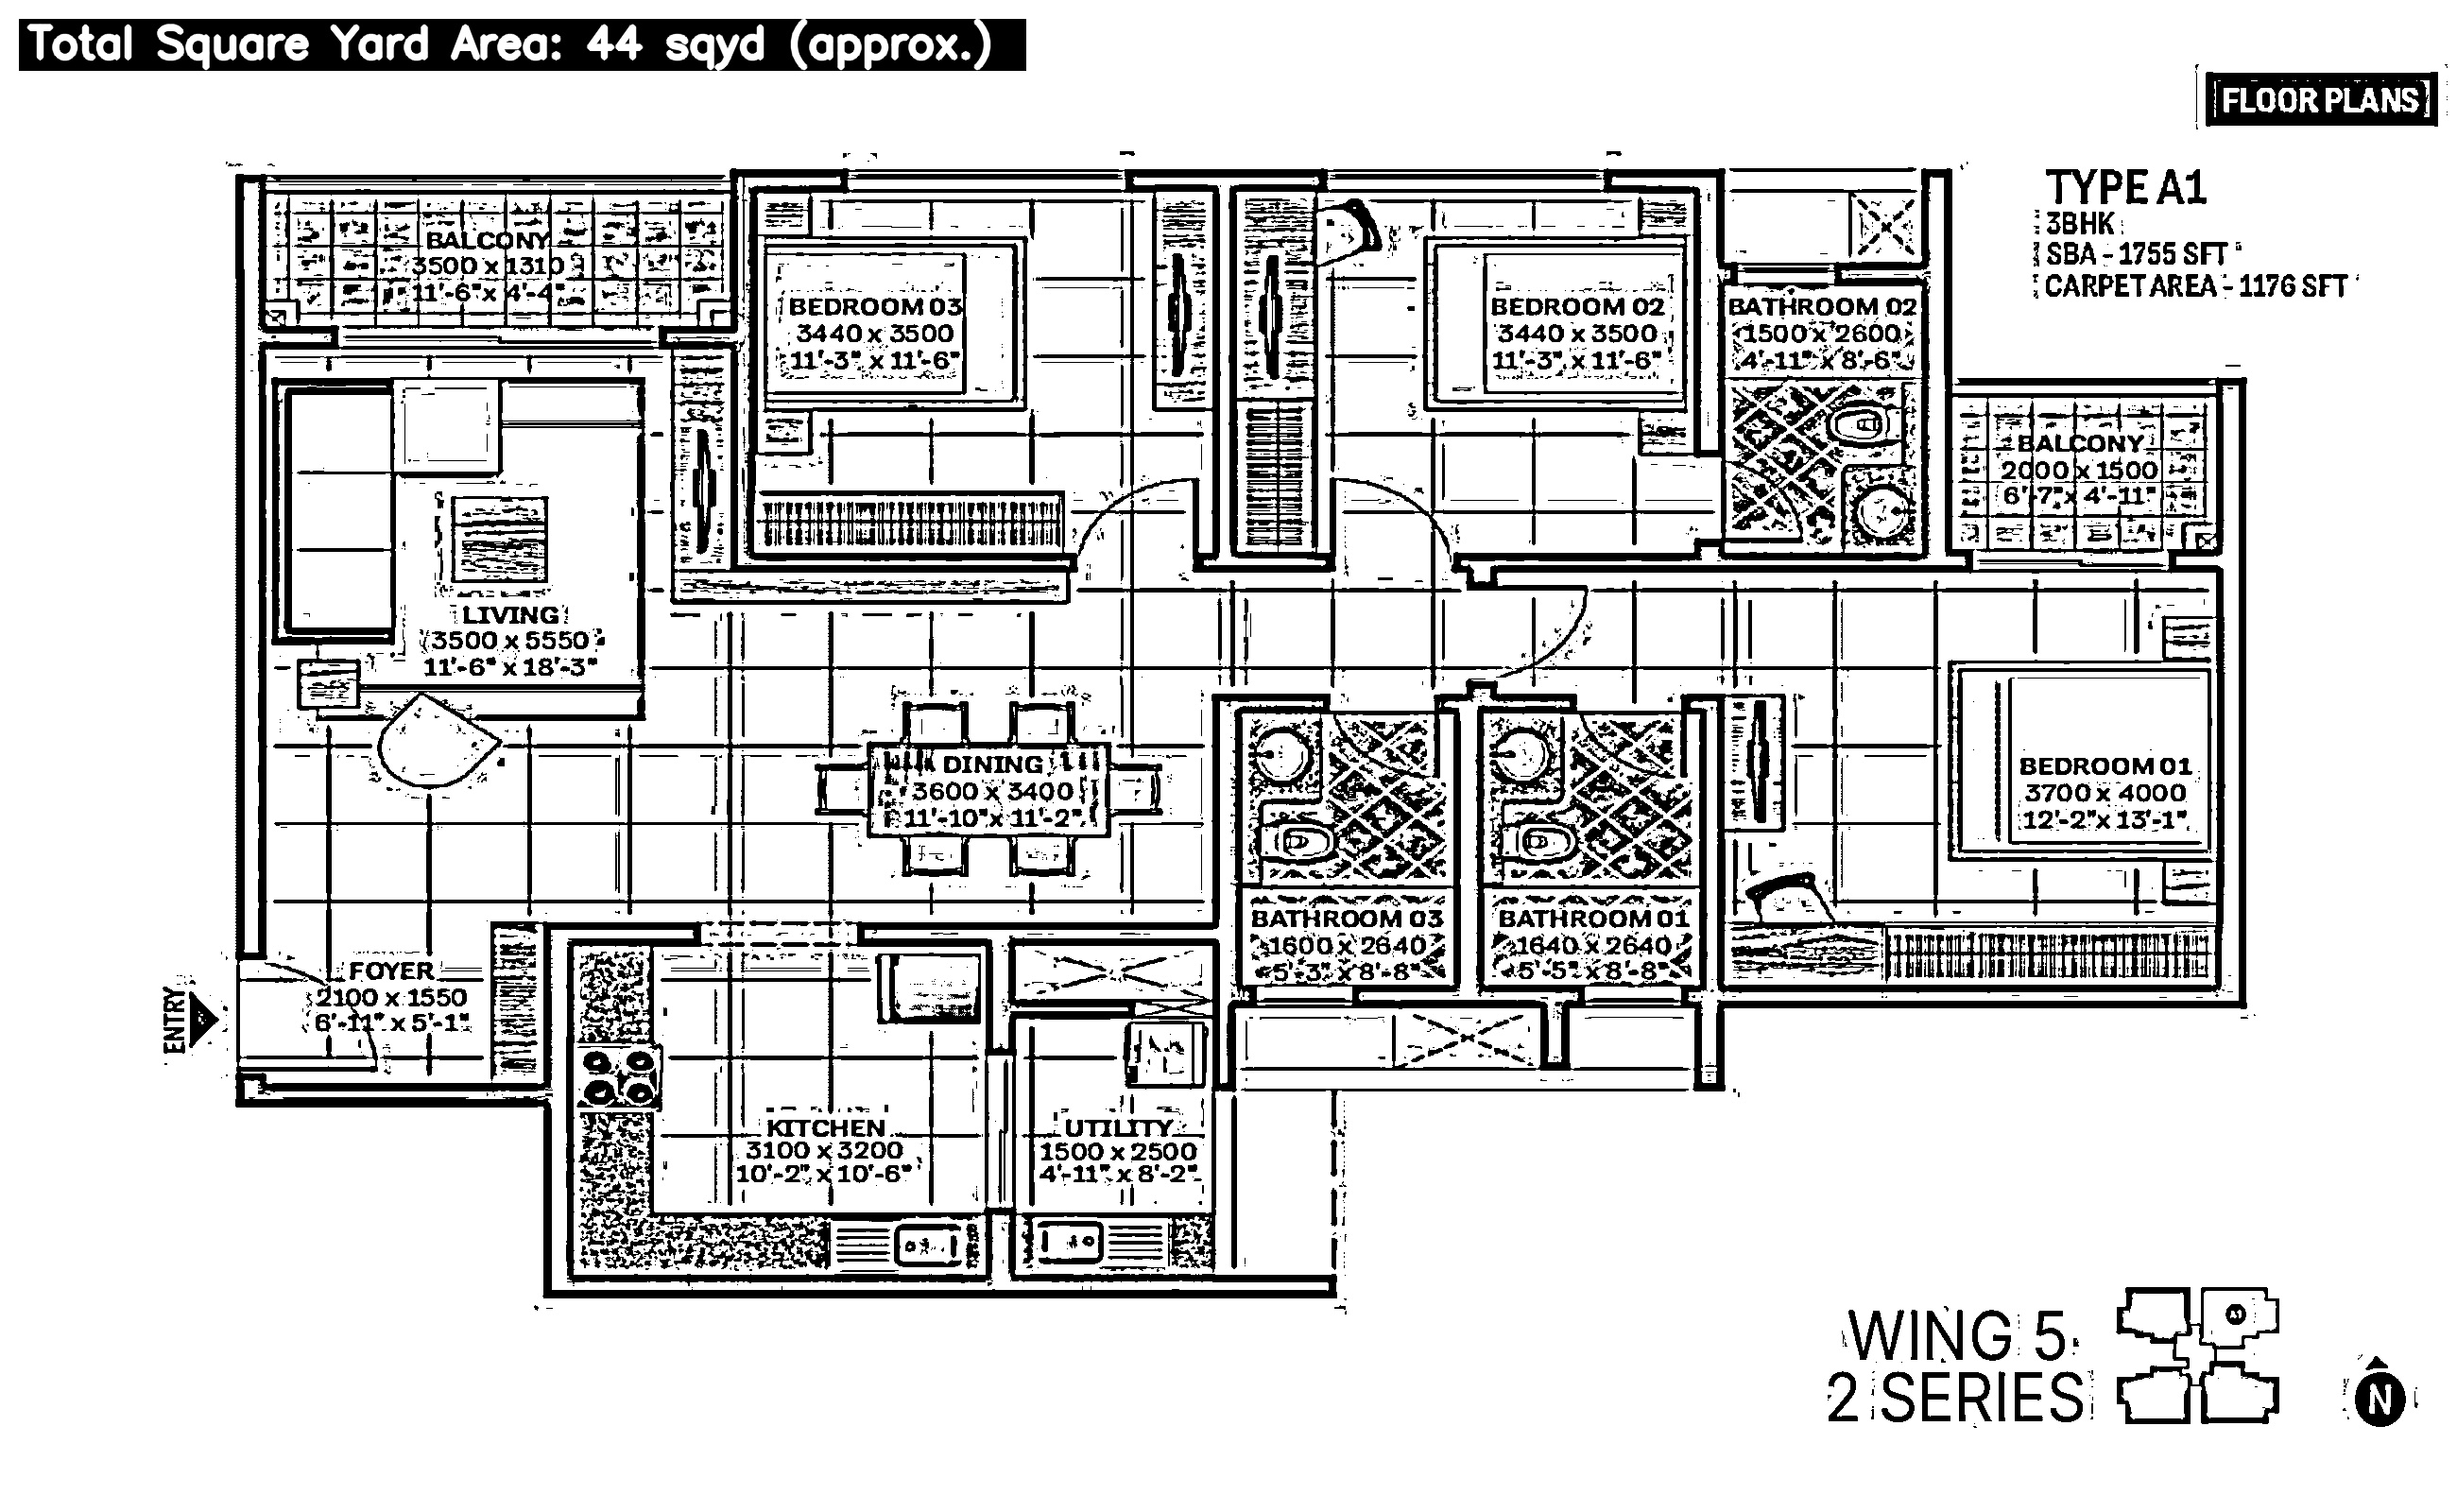 Total Square Yard Area: 44 sqyd (approx.)
FLOOR PLANS
TYPE A1
3BHK
SBA - 1755 SFT
CARPET AREA - 1176 SFT
BALCONY
3500 x 1310
11'-6" x 4'-4"
BEDROOM 03
3440 x 3500
11'-3" x 11'-6"
BEDROOM 02
3440 x 3500
11'-3" x 11'-6"
BATHROOM 02
1500 x 2600
4'-11" x 8'-6"
BALCONY
2000 x 1500
6'-7" x 4'-11"
LIVING
3500 x 5550
11'-6" x 18'-3"
DINING
3600 x 3400
11'-10" x 11'-2"
BEDROOM 01
3700 x 4000
12'-2" x 13'-1"
BATHROOM 03
1600 x 2640
5'-3" x 8'-8"
BATHROOM 01
1640 x 2640
5'-5" x 8'-8"
FOYER
2100 x 1550
6'-11" x 5'-1"
ENTRY
KITCHEN
3100 x 3200
10'-2" x 10'-6"
UTILITY
1500 x 2500
4'-11" x 8'-2"
WING 5
2 SERIES
N